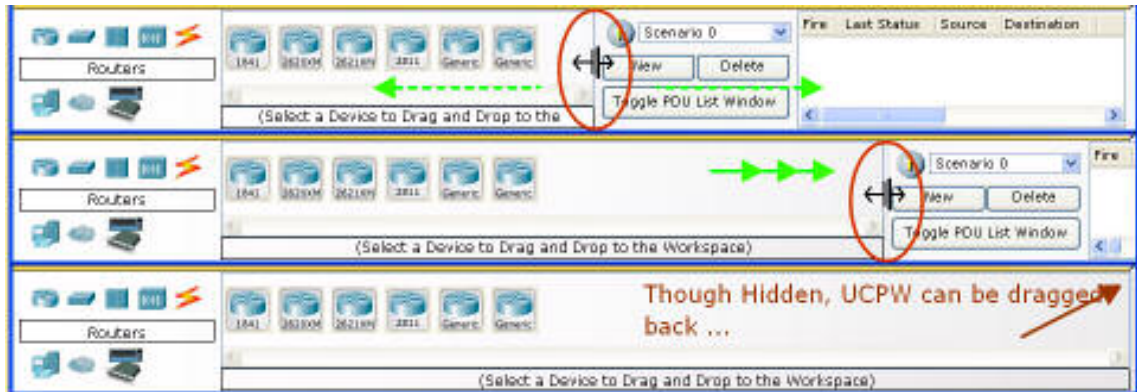 Scenario 0
Fire Last Status Source Destination
Routers
1841 2620XM 2621XM 2811 Generic Generic
New Delete
Toggle PDU List Window
(Select a Device to Drag and Drop to the
Scenario 0
Fire
Routers
1841 2620XM 2621XM 2811 Generic Generic
New Delete
Toggle PDU List Window
(Select a Device to Drag and Drop to the Workspace)
Though Hidden, UCPW can be dragged
back ...
Routers
1841 2620XM 2621XM 2811 Generic Generic
(Select a Device to Drag and Drop to the Workspace)